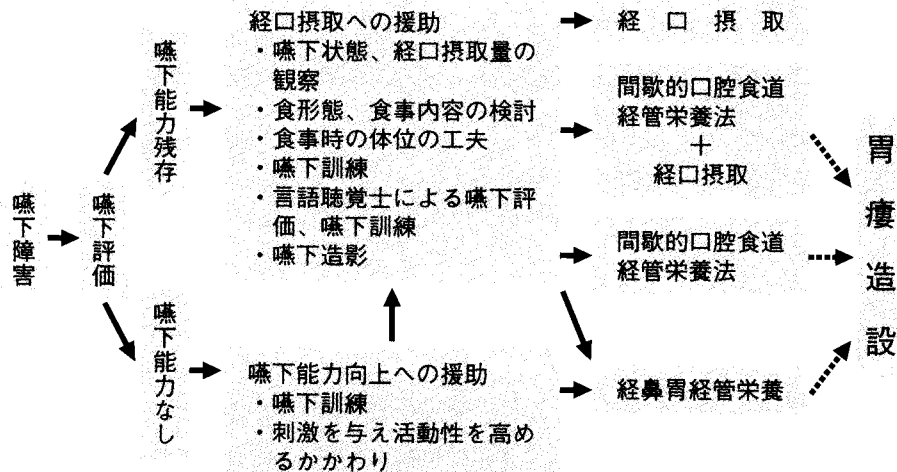 嚥下障害
嚥下評価
嚥下能力残存
経口摂取への援助
・嚥下状態、経口摂取量の
観察
・食形態、食事内容の検討
・食事時の体位の工夫
・嚥下訓練
・言語聴覚士による嚥下評
価、嚥下訓練
・嚥下造影
嚥下能力なし
嚥下能力向上への援助
・嚥下訓練
・刺激を与え活動性を高め
るかかわり
経口摂取
間歇的口腔食道
経管栄養法
＋
経口摂取
間歇的口腔食道
経管栄養法
経鼻胃経管栄養
胃瘻造設